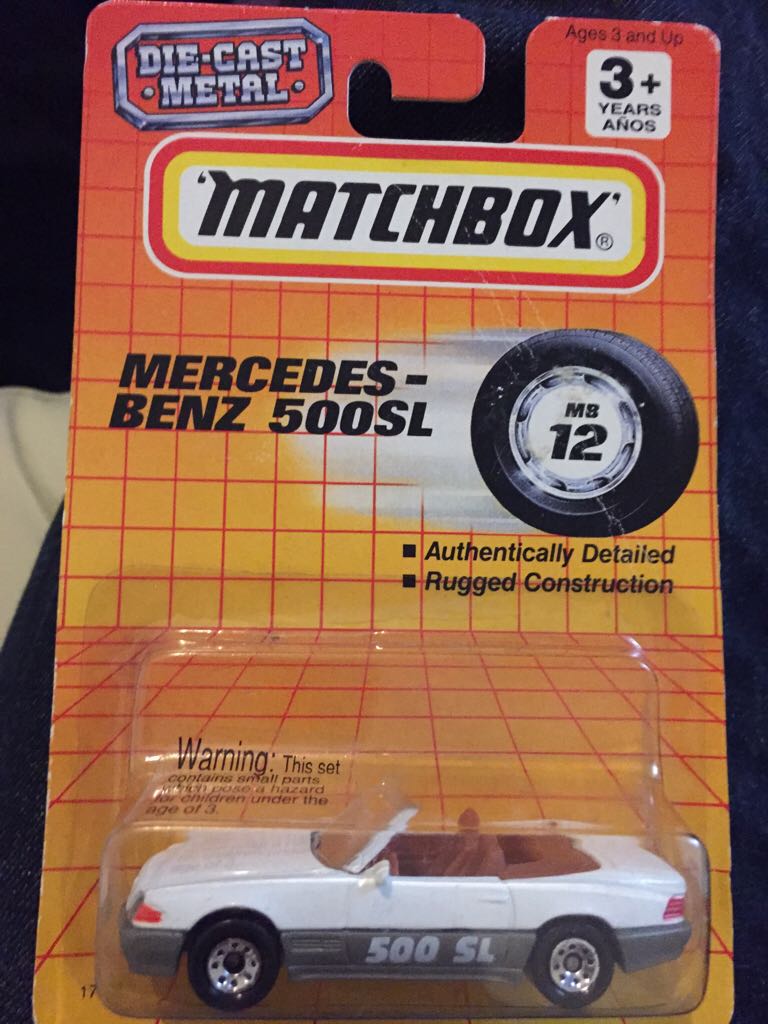 DIE-CAST
·METAL·
Ages 3 and Up
3+
YEARS
AÑOS
'MATCHBOX'®
MERCEDES-
BENZ 500SL
MB
12
■ Authentically Detailed
■ Rugged Construction
Warning: This set
contains small parts
which pose a hazard
for children under the
age of 3.
500 SL
17